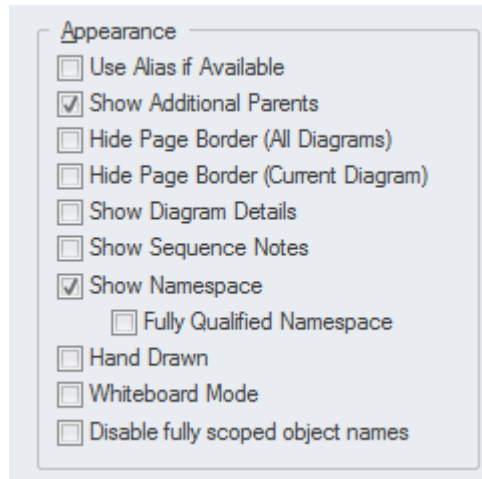 Appearance
Use Alias if Available
Show Additional Parents
Hide Page Border (All Diagrams)
Hide Page Border (Current Diagram)
Show Diagram Details
Show Sequence Notes
Show Namespace
Fully Qualified Namespace
Hand Drawn
Whiteboard Mode
Disable fully scoped object names